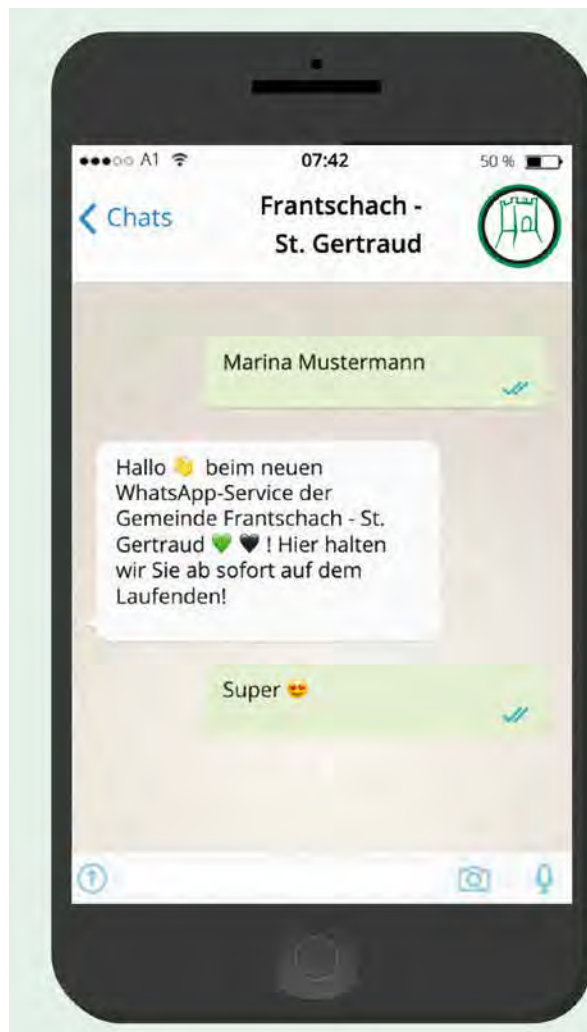 A1 07:42 50 %
Chats
Frantschach -
St. Gertraud
Marina Mustermann
Hallo 👋 beim neuen
WhatsApp-Service der
Gemeinde Frantschach - St.
Gertraud 💚 🖤 ! Hier halten
wir Sie ab sofort auf dem
Laufenden!
Super 😍